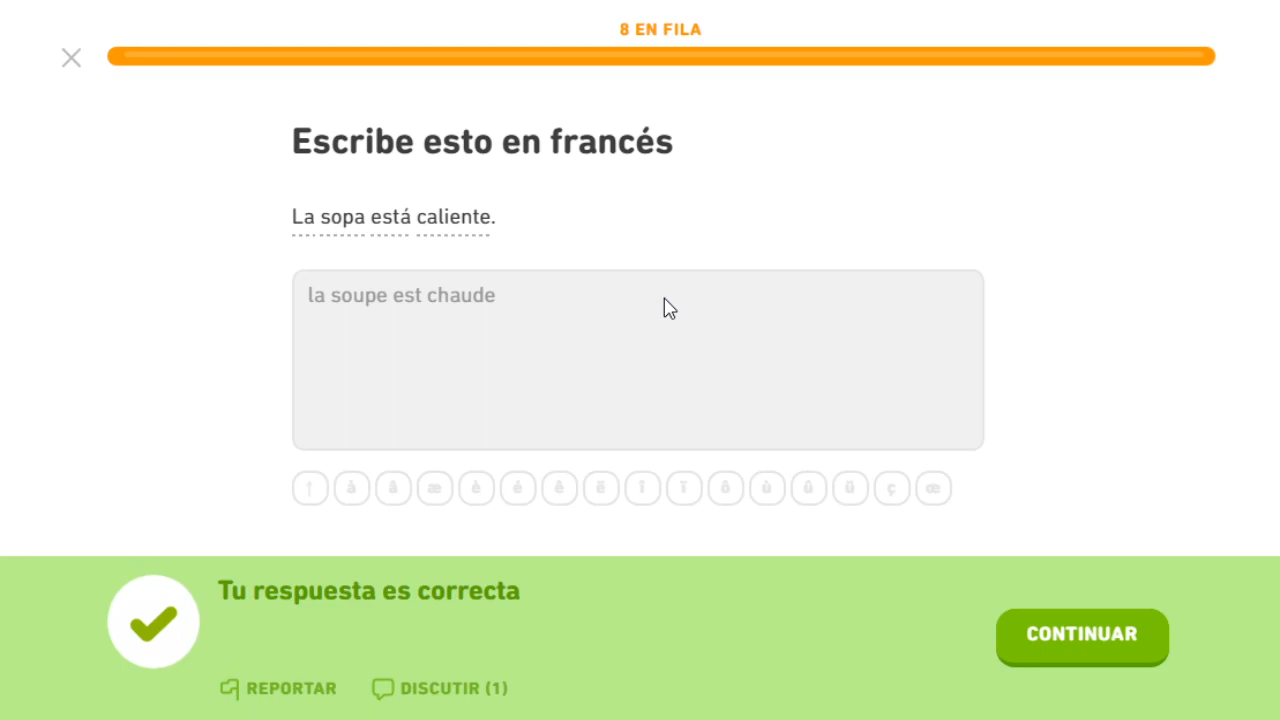 8 EN FILA
Escribe esto en francés
La sopa está caliente.
la soupe est chaude
↑ à â æ è é ê ë î ï ô ù û ü ç œ
Tu respuesta es correcta
CONTINUAR
REPORTAR DISCUTIR (1)